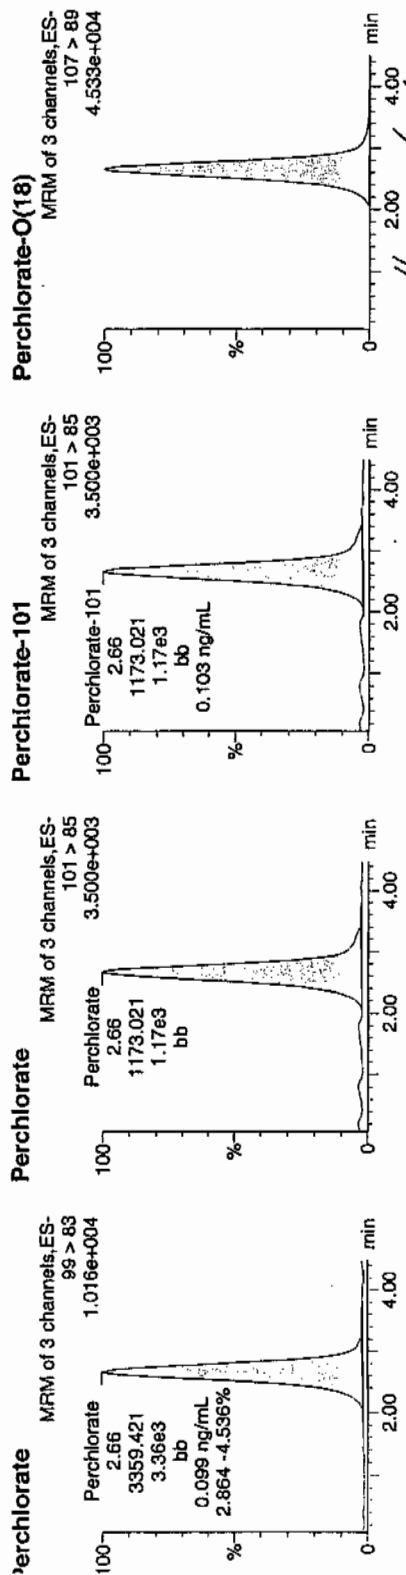 Perchlorate
MRM of 3 channels,ES-
99 > 83
1.016e+004
100
Perchlorate
2.66
3359.421
3.36e3
bb
0.099 ng/mL
2.864 -4.536%
%
0
2.00
4.00
min
Perchlorate
MRM of 3 channels,ES-
101 > 85
3.500e+003
100
Perchlorate
2.66
1173.021
1.17e3
bb
%
0
2.00
4.00
min
Perchlorate-101
MRM of 3 channels,ES-
101 > 85
3.500e+003
100
Perchlorate-101
2.66
1173.021
1.17e3
bb
0.103 ng/mL
%
0
2.00
4.00
min
Perchlorate-O(18)
MRM of 3 channels,ES-
107 > 89
4.533e+004
100
%
0
2.00
4.00
min